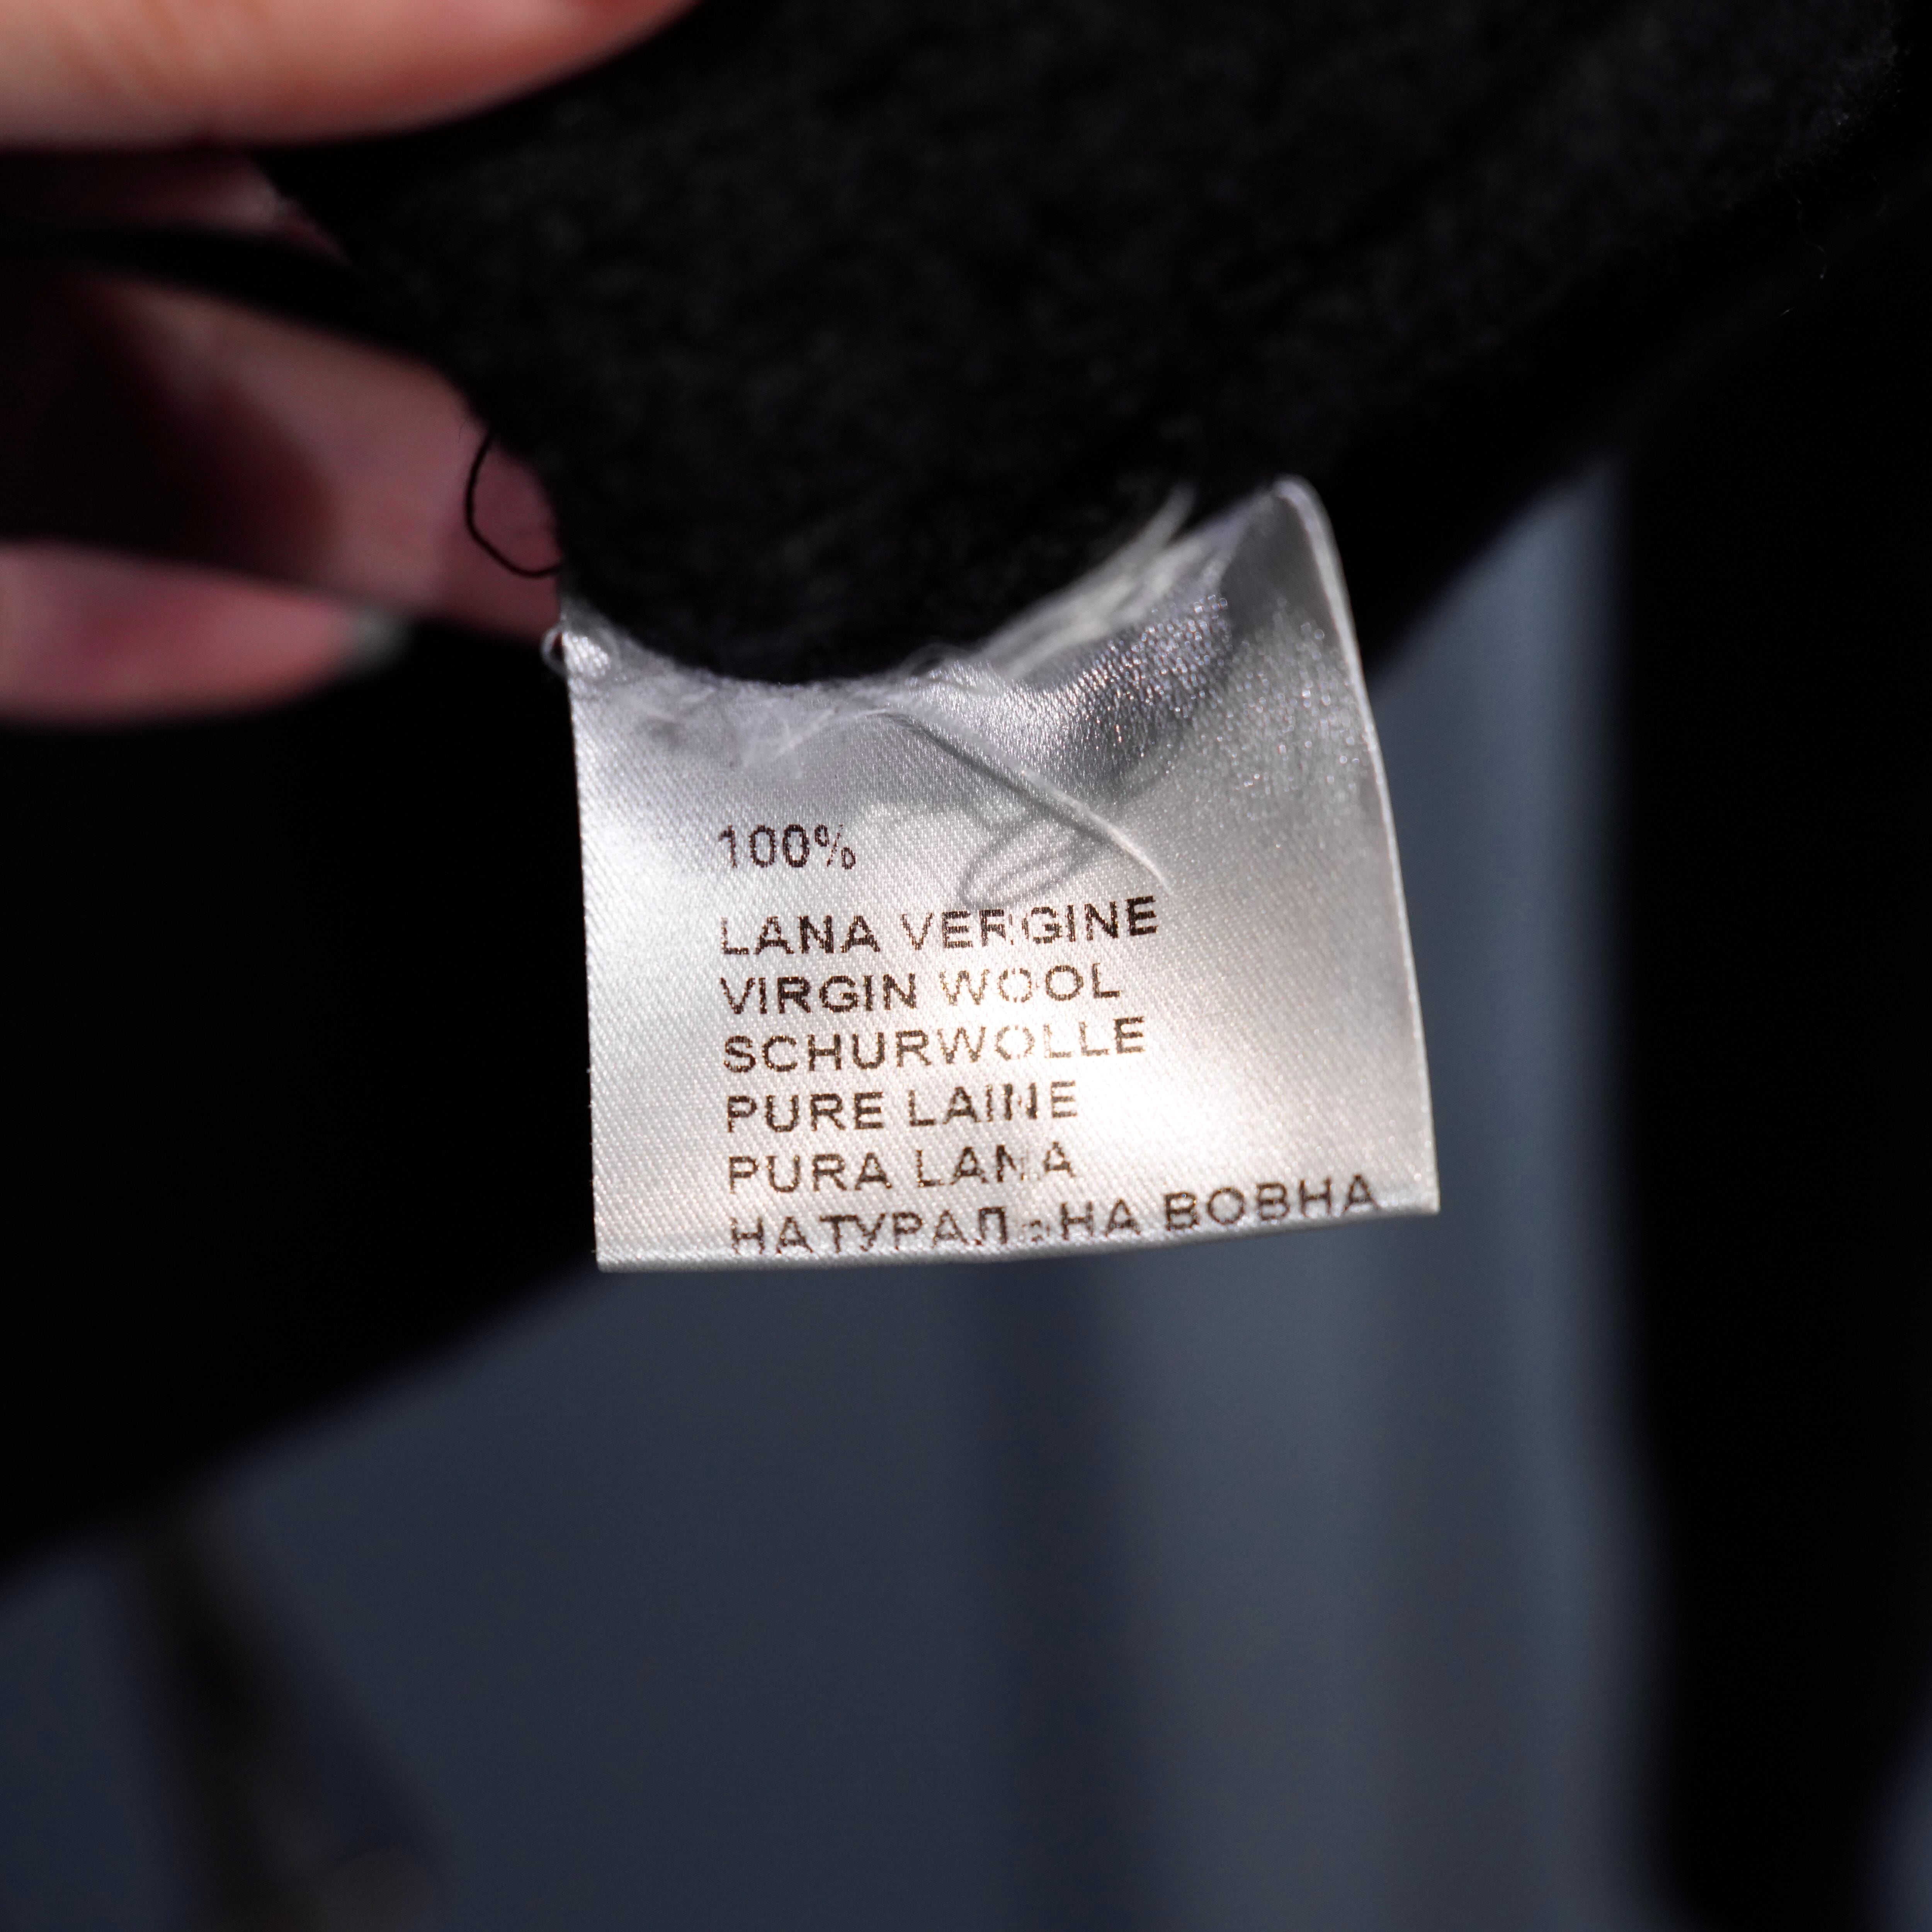 100%
LANA VERGINE
VIRGIN WOOL
SCHURWOLLE
PURE LAINE
PURA LANA
НАТУРАЛЬНА ВОВНА